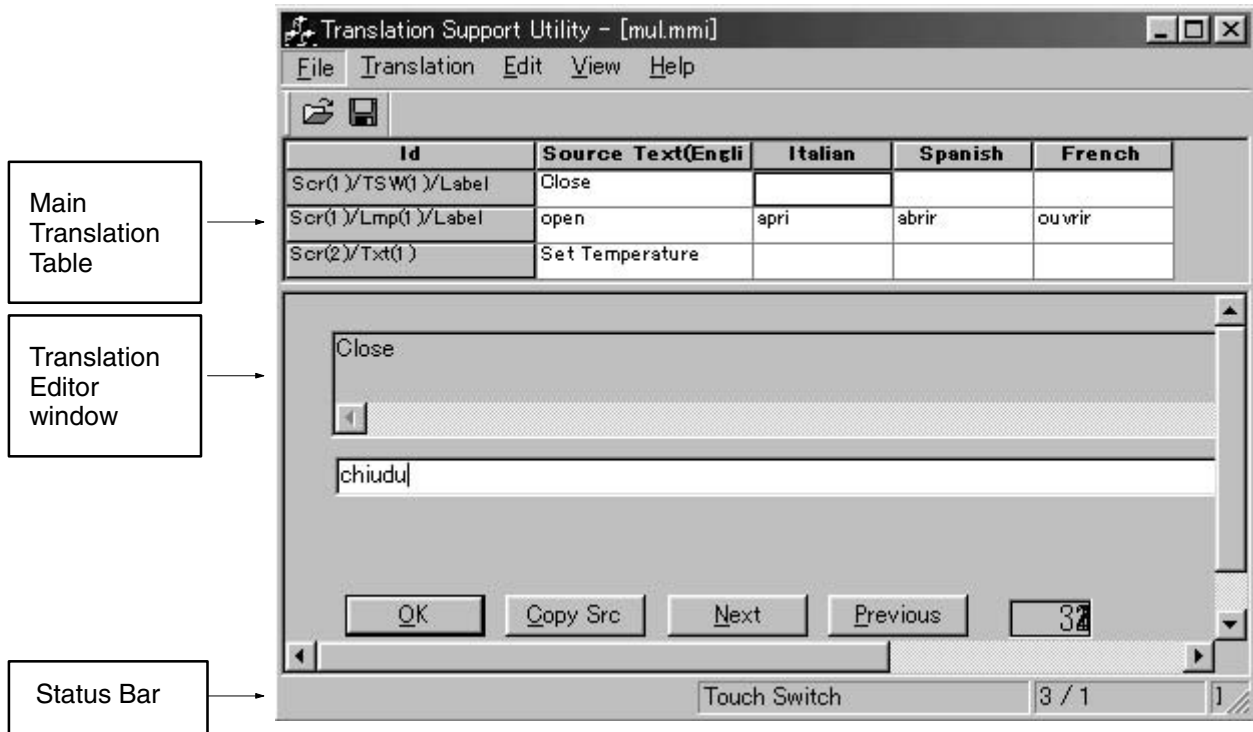 Translation Support Utility - [mul.mmi]
File Translation Edit View Help
Id Source Text(Engli Italian Spanish French
Scr(1)/TSW(1)/Label Close
Scr(1)/Lmp(1)/Label open apri abrir ouvrir
Scr(2)/Txt(1) Set Temperature
Main
Translation
Table
Translation
Editor
window
Close
chiudu
OK Copy Src Next Previous
Status Bar
Touch Switch 3 / 1